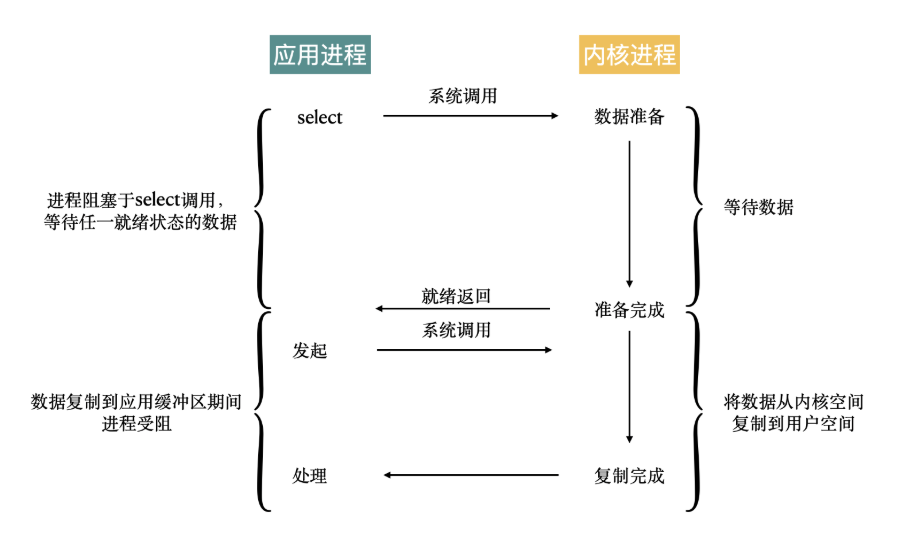 应用进程
内核进程
select
系统调用
数据准备
进程阻塞于select调用，
等待任一就绪状态的数据
等待数据
就绪返回
准备完成
系统调用
发起
数据复制到应用缓冲区期间
进程受阻
将数据从内核空间
复制到用户空间
处理
复制完成